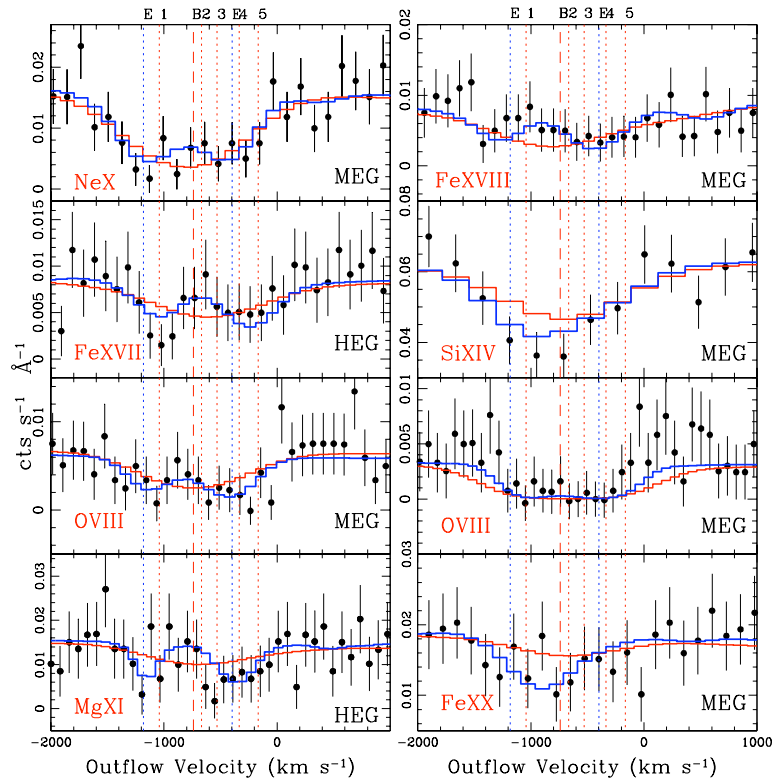 E 1 B2 3 E4 5
E 1 B2 3 E4 5
0.02
0.01
0
NeX
MEG
0.02
0.01
0
FeXVIII
MEG
0.015
0.01
0.005
0
FeXVII
HEG
0.08
0.06
0.04
SiXIV
MEG
cts s⁻¹ Å⁻¹
0.01
0
OVIII
MEG
0.01
0.005
0
OVIII
MEG
0.03
0.02
0.01
0
MgXI
HEG
0.03
0.02
0.01
FeXX
MEG
-2000 -1000 0
-2000 -1000 0 1000
Outflow Velocity (km s⁻¹)
Outflow Velocity (km s⁻¹)